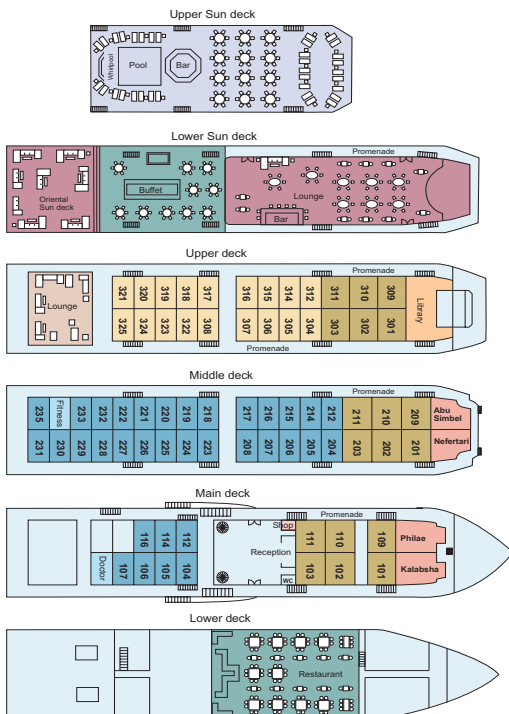 Upper Sun deck
Whirlpool
Pool
Bar
Lower Sun deck
Promenade
Oriental
Sun deck
Buffet
Lounge
Bar
Upper deck
Promenade
Lounge
321 320 319 318 317 316 315 314 312 311 310 309
325 324 323 322 308 307 306 305 304 303 302 301
Library
Promenade
Middle deck
Promenade
235 Fitness 233 232 222 221 220 219 218 217 216 215 214 212 211 210 209 Abu
Simbel
231 230 229 228 227 226 225 224 223 208 207 206 205 204 203 202 201 Nefertari
Main deck
Promenade
Shop
116 114 112 111 110 109 Philae
Reception
Doctor 107 106 105 104 103 102 101 Kalabsha
WC
Lower deck
Restaurant